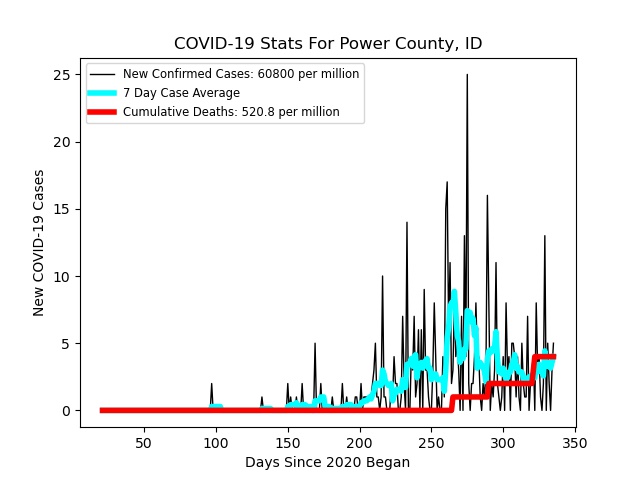 COVID-19 Stats For Power County, ID
New Confirmed Cases: 60800 per million
7 Day Case Average
Cumulative Deaths: 520.8 per million
New COVID-19 Cases
25
20
15
10
5
0
50 100 150 200 250 300 350
Days Since 2020 Began